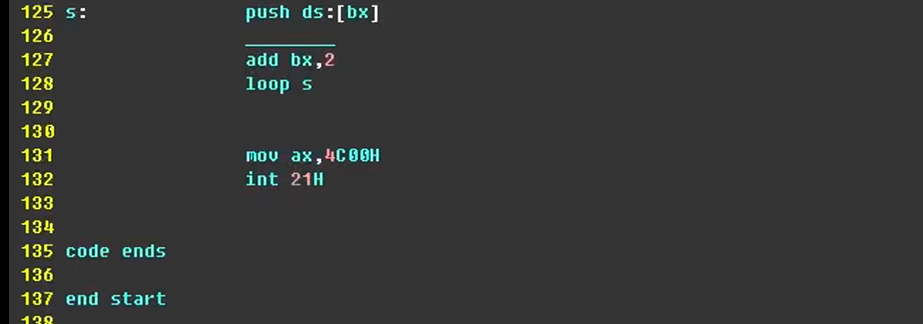 125 s: push ds:[bx]
126 ________
127 add bx,2
128 loop s
129
130
131 mov ax,4C00H
132 int 21H
133
134
135 code ends
136
137 end start
138